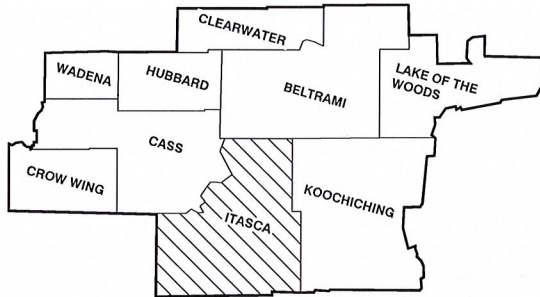 CLEARWATER
WADENA
HUBBARD
BELTRAMI
LAKE OF THE
WOODS
CASS
CROW WING
ITASCA
KOOCHICHING